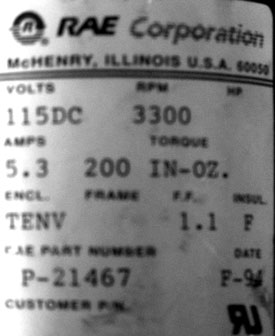 RAE Corporation
McHENRY, ILLINOIS U.S.A. 60050
VOLTS RPM HP
115DC 3300
AMPS TORQUE
5.3 200 IN-OZ.
ENCL. FRAME F.F. INSUL
TENV 1.1 F
RAE PART NUMBER DATE
P-21467 F-94
CUSTOMER P/N.